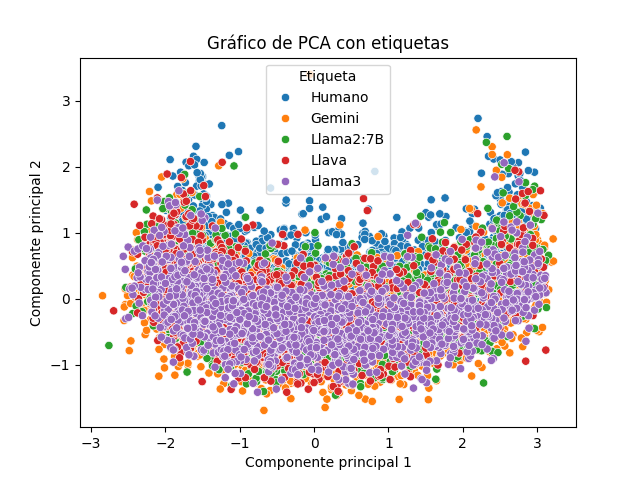 Gráfico de PCA con etiquetas
Etiqueta
Humano
Gemini
Llama2:7B
Llava
Llama3
Componente principal 2
3
2
1
0
−1
−3
−2
−1
0
1
2
3
Componente principal 1